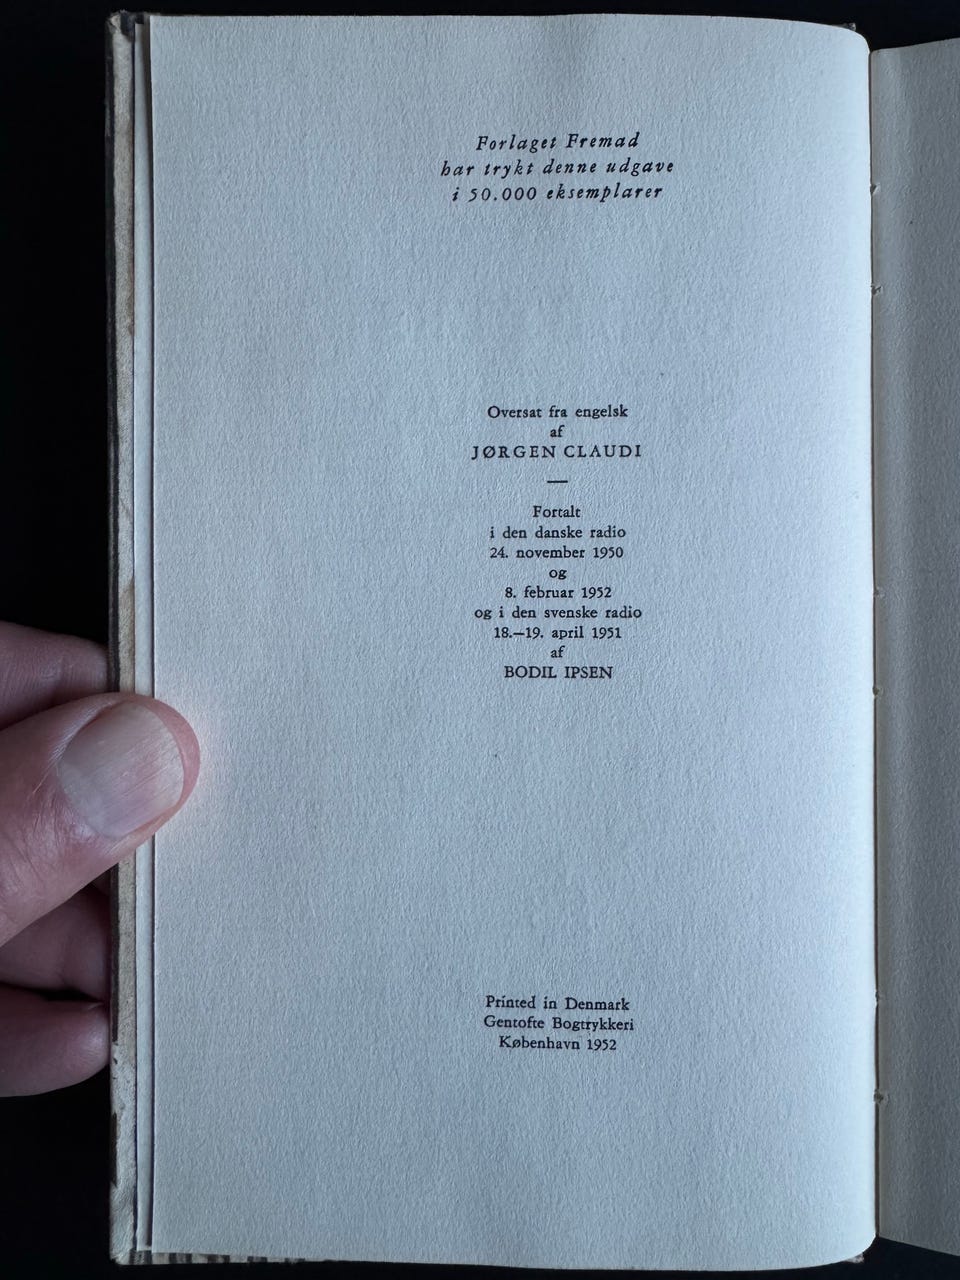 Forlaget Fremad
har trykt denne udgave
i 50.000 eksemplarer
Oversat fra engelsk
af
JØRGEN CLAUDI
—
Fortalt
i den danske radio
24. november 1950
og
8. februar 1952
og i den svenske radio
18.—19. april 1951
af
BODIL IPSEN
Printed in Denmark
Gentofte Bogtrykkeri
København 1952